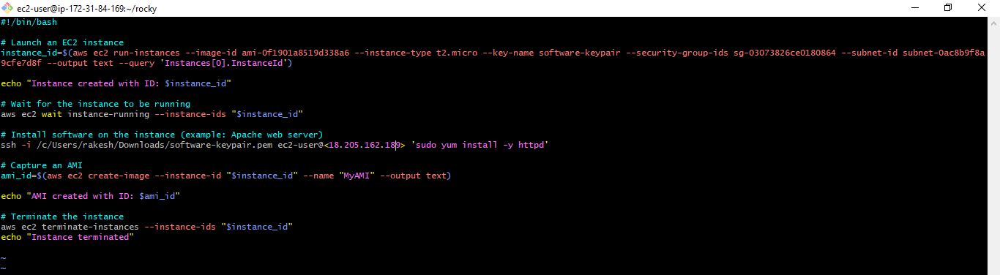 ec2-user@ip-172-31-84-169:~/rocky
#!/bin/bash
# Launch an EC2 instance
instance_id=$(aws ec2 run-instances --image-id ami-0f1901a8519d338a6 --instance-type t2.micro --key-name software-keypair --security-group-ids sg-03073826ce0180864 --subnet-id subnet-0ac8b9f8a
9cfe7d8f --output text --query 'Instances[0].InstanceId')
echo "Instance created with ID: $instance_id"
# Wait for the instance to be running
aws ec2 wait instance-running --instance-ids "$instance_id"
# Install software on the instance (example: Apache web server)
ssh -i /c/Users/rakesh/Downloads/software-keypair.pem ec2-user@<18.205.162.189> 'sudo yum install -y httpd'
# Capture an AMI
ami_id=$(aws ec2 create-image --instance-id "$instance_id" --name "MyAMI" --output text)
echo "AMI created with ID: $ami_id"
# Terminate the instance
aws ec2 terminate-instances --instance-ids "$instance_id"
echo "Instance terminated"
~
~